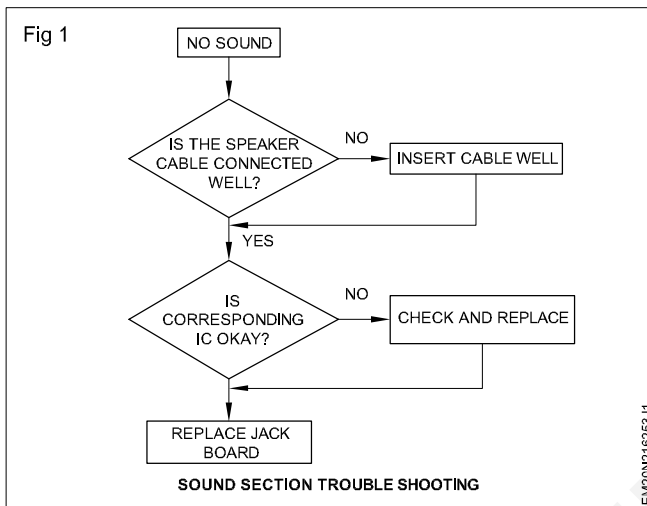 Fig 1
NO SOUND
IS THE SPEAKER
CABLE CONNECTED
WELL?
NO
INSERT CABLE WELL
YES
IS
CORRESPONDING
IC OKAY?
NO
CHECK AND REPLACE
REPLACE JACK
BOARD
SOUND SECTION TROUBLE SHOOTING